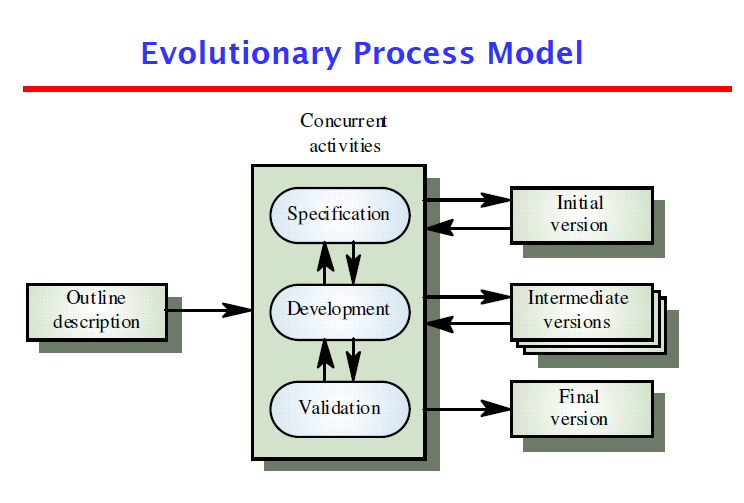 Evolutionary Process Model
Concurrent
activities
Specification
Initial
version
Outline
description
Development
Intermediate
versions
Validation
Final
version